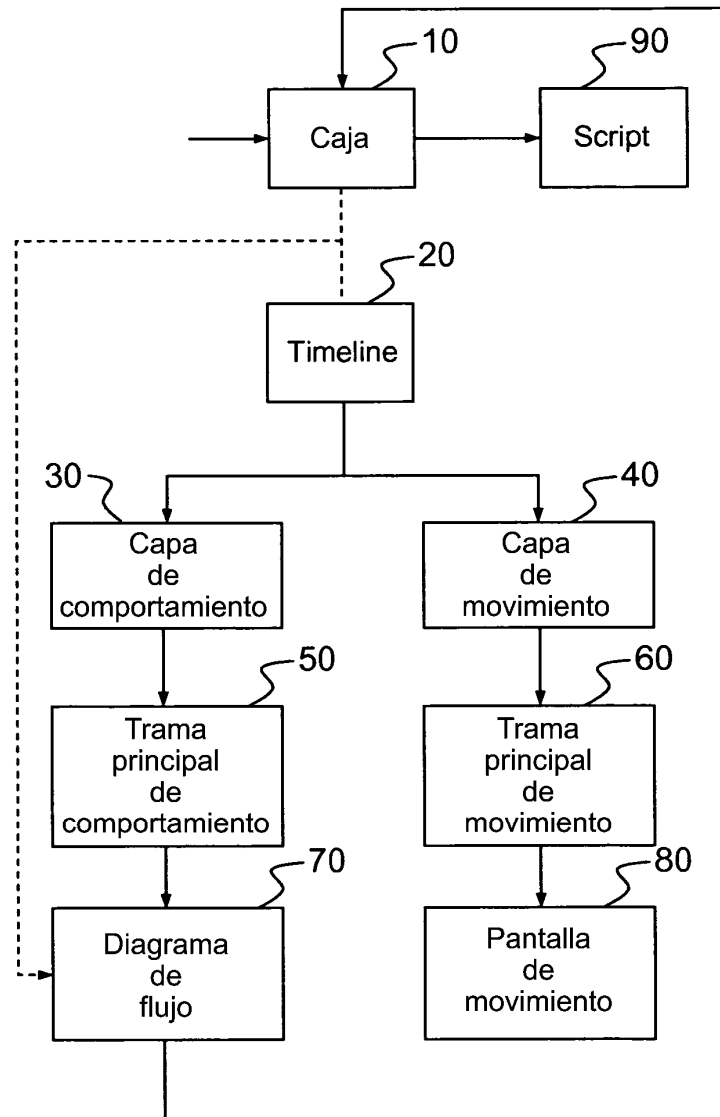 10
90
Caja
Script
20
Timeline
30
40
Capa
de
comportamiento
Capa
de
movimiento
50
60
Trama
principal
de
comportamiento
Trama
principal
de
movimiento
70
80
Diagrama
de
flujo
Pantalla
de
movimiento